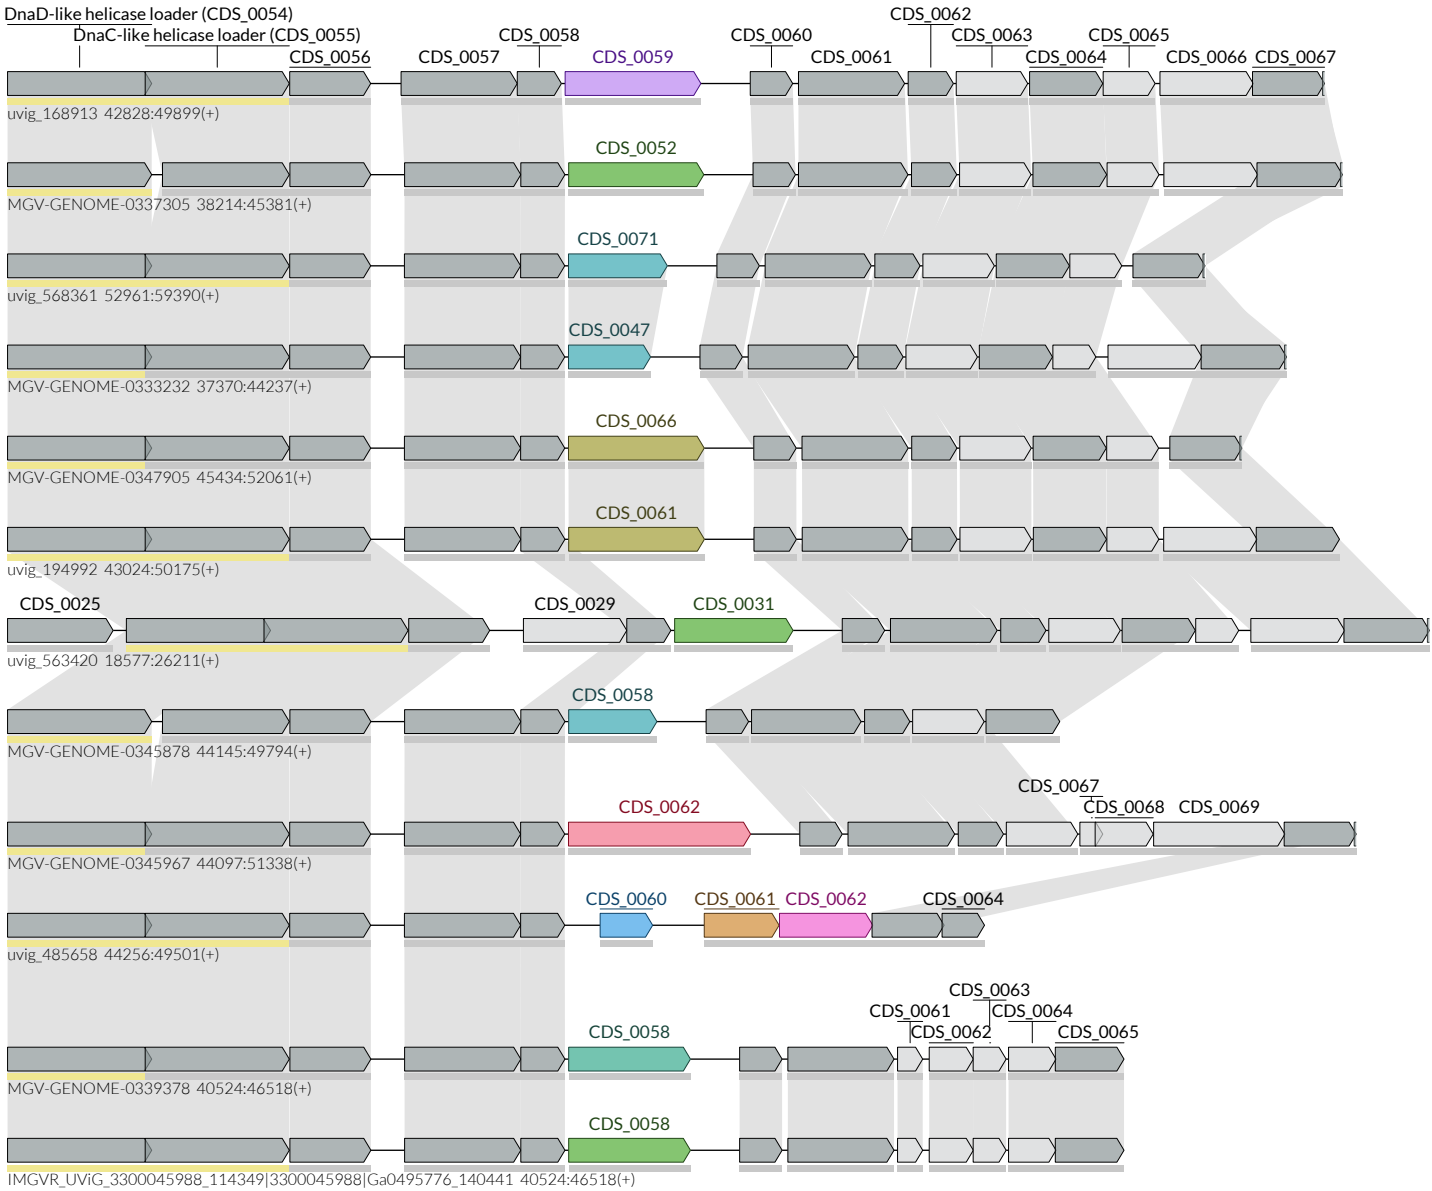 DnaD-like helicase loader (CDS_0054)
CDS_0062
DnaC-like helicase loader (CDS_0055)
CDS_0058
CDS_0060
CDS_0063
CDS_0065
CDS_0056
CDS_0057
CDS_0059
CDS_0061
CDS_0064
CDS_0066
CDS_0067
uvig_168913 42828:49899(+)
CDS_0052
MGV-GENOME-0337305 38214:45381(+)
CDS_0071
uvig_568361 52961:59390(+)
CDS_0047
MGV-GENOME-0333232 37370:44237(+)
CDS_0066
MGV-GENOME-0347905 45434:52061(+)
CDS_0061
uvig_194992 43024:50175(+)
CDS_0025
CDS_0029
CDS_0031
uvig_563420 18577:26211(+)
CDS_0058
MGV-GENOME-0345878 44145:49794(+)
CDS_0067
CDS_0062
CDS_0068
CDS_0069
MGV-GENOME-0345967 44097:51338(+)
CDS_0060
CDS_0061
CDS_0062
CDS_0064
uvig_485658 44256:49501(+)
CDS_0063
CDS_0061
CDS_0064
CDS_0058
CDS_0062
CDS_0065
MGV-GENOME-0339378 40524:46518(+)
CDS_0058
IMGVR_UViG_3300045988_114349|3300045988|Ga0495776_140441 40524:46518(+)